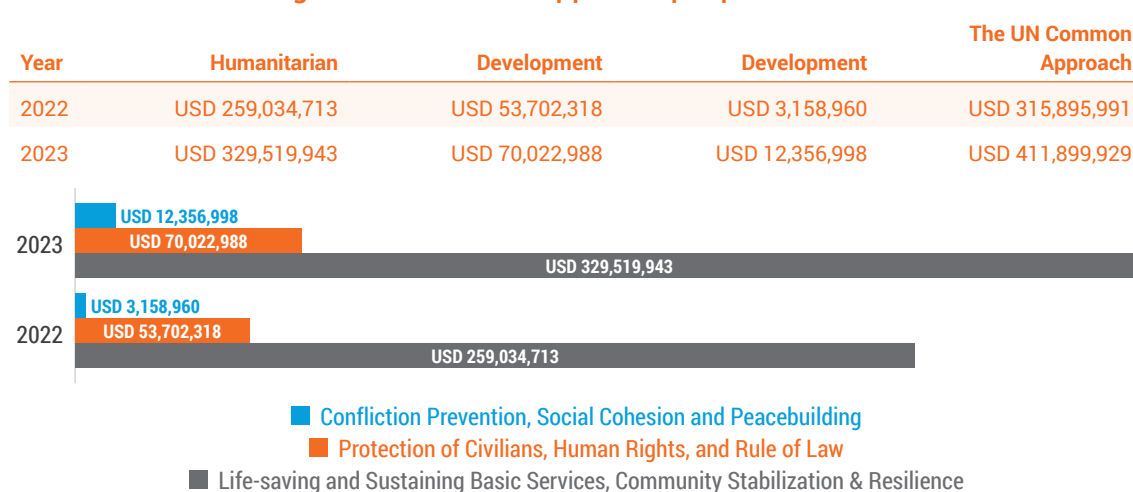 The UN Common
Year Humanitarian Development Development Approach
2022 USD 259,034,713 USD 53,702,318 USD 3,158,960 USD 315,895,991
2023 USD 329,519,943 USD 70,022,988 USD 12,356,998 USD 411,899,929
USD 12,356,998
2023 USD 70,022,988
USD 329,519,943
USD 3,158,960
2022 USD 53,702,318
USD 259,034,713
Confliction Prevention, Social Cohesion and Peacebuilding
Protection of Civilians, Human Rights, and Rule of Law
Life-saving and Sustaining Basic Services, Community Stabilization & Resilience